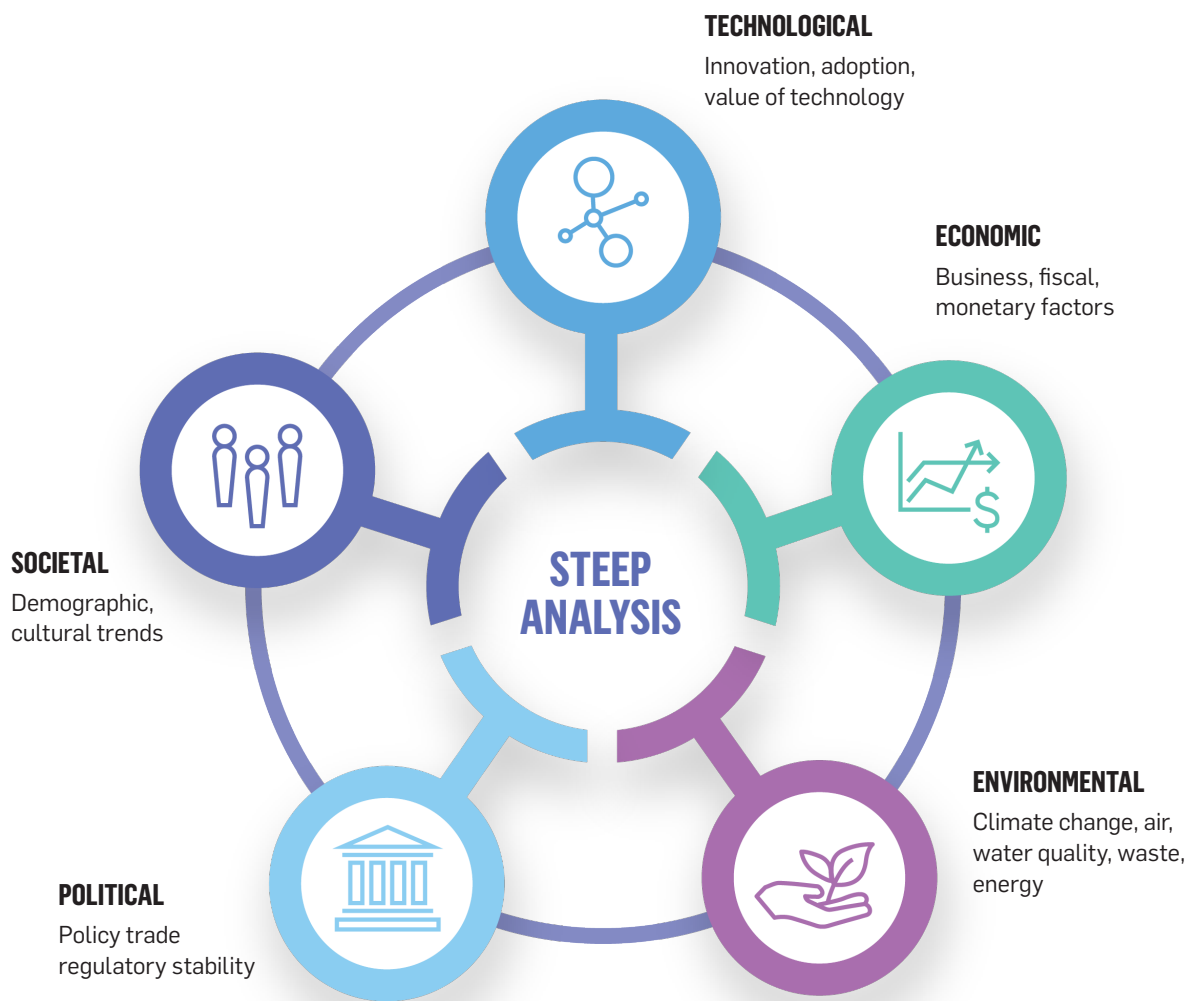 TECHNOLOGICAL
Innovation, adoption,
value of technology
ECONOMIC
Business, fiscal,
monetary factors
$
STEEP
ANALYSIS
SOCIETAL
Demographic,
cultural trends
ENVIRONMENTAL
Climate change, air,
water quality, waste,
energy
POLITICAL
Policy trade
regulatory stability